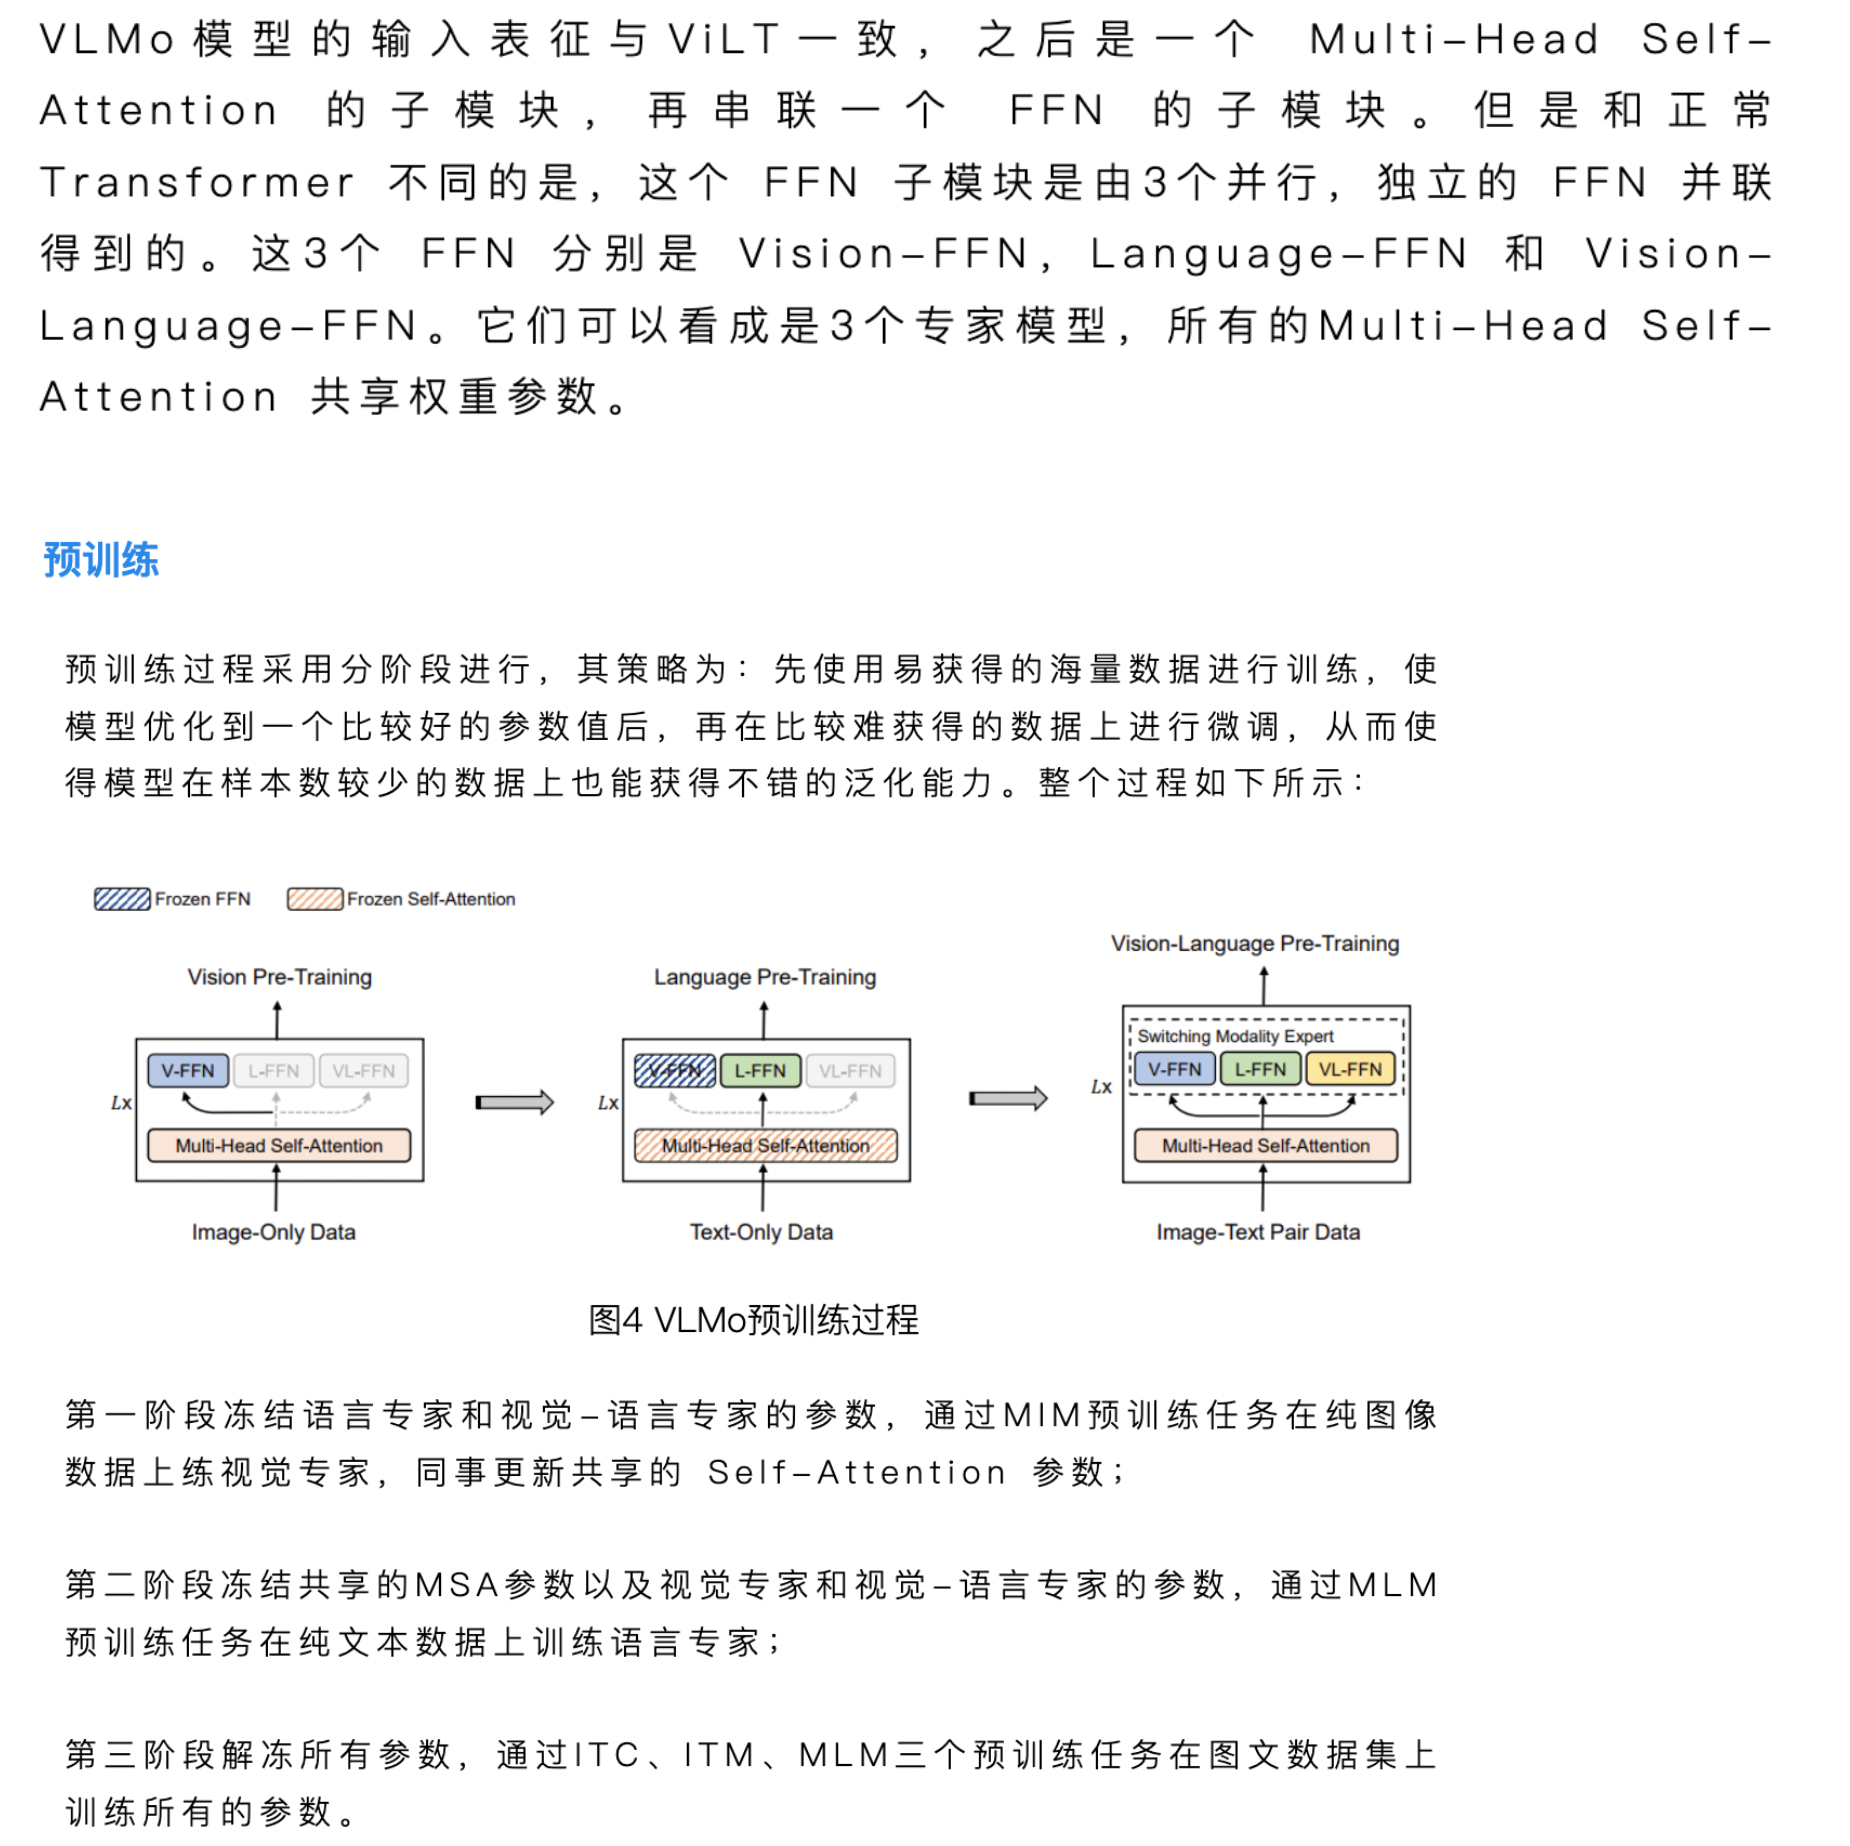 VLMo模型的输入表征与ViLT一致，之后是一个 Multi-Head Self-
Attention 的子模块，再串联一个 FFN 的子模块。但是和正常
Transformer 不同的是，这个 FFN 子模块是由3个并行，独立的 FFN 并联
得到的。这3个 FFN 分别是 Vision-FFN，Language-FFN 和 Vision-
Language-FFN。它们可以看成是3个专家模型，所有的Multi-Head Self-
Attention 共享权重参数。
预训练
预训练过程采用分阶段进行，其策略为：先使用易获得的海量数据进行训练，使
模型优化到一个比较好的参数值后，再在比较难获得的数据上进行微调，从而使
得模型在样本数较少的数据上也能获得不错的泛化能力。整个过程如下所示：
Frozen FFN
Frozen Self-Attention
Vision Pre-Training
V-FFN
L-FFN
VL-FFN
Lx
Multi-Head Self-Attention
Image-Only Data
Language Pre-Training
V-FFN
L-FFN
VL-FFN
Lx
Multi-Head Self-Attention
Text-Only Data
Vision-Language Pre-Training
Switching Modality Expert
V-FFN
L-FFN
VL-FFN
Lx
Multi-Head Self-Attention
Image-Text Pair Data
图4 VLMo预训练过程
第一阶段冻结语言专家和视觉-语言专家的参数，通过MIM预训练任务在纯图像
数据上练视觉专家，同事更新共享的 Self-Attention 参数；
第二阶段冻结共享的MSA参数以及视觉专家和视觉-语言专家的参数，通过MLM
预训练任务在纯文本数据上训练语言专家；
第三阶段解冻所有参数，通过ITC、ITM、MLM三个预训练任务在图文数据集上
训练所有的参数。